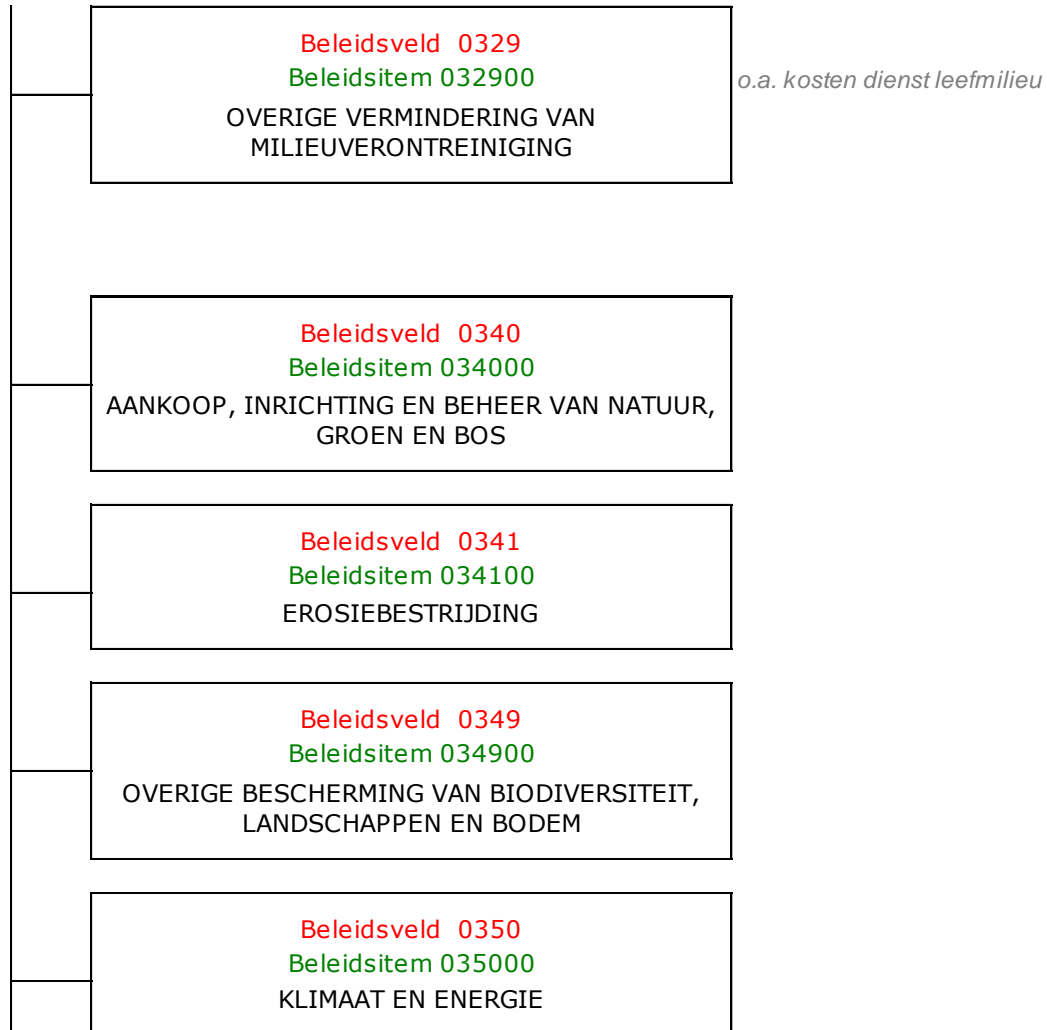 Beleidsveld 0329
Beleidsitem 032900
o.a. kosten dienst leefmilieu
OVERIGE VERMINDERING VAN
MILIEUVERONTREINIGING
Beleidsveld 0340
Beleidsitem 034000
AANKOOP, INRICHTING EN BEHEER VAN NATUUR,
GROEN EN BOS
Beleidsveld 0341
Beleidsitem 034100
EROSIEBESTRIJDING
Beleidsveld 0349
Beleidsitem 034900
OVERIGE BESCHERMING VAN BIODIVERSITEIT,
LANDSCHAPPEN EN BODEM
Beleidsveld 0350
Beleidsitem 035000
KLIMAAT EN ENERGIE